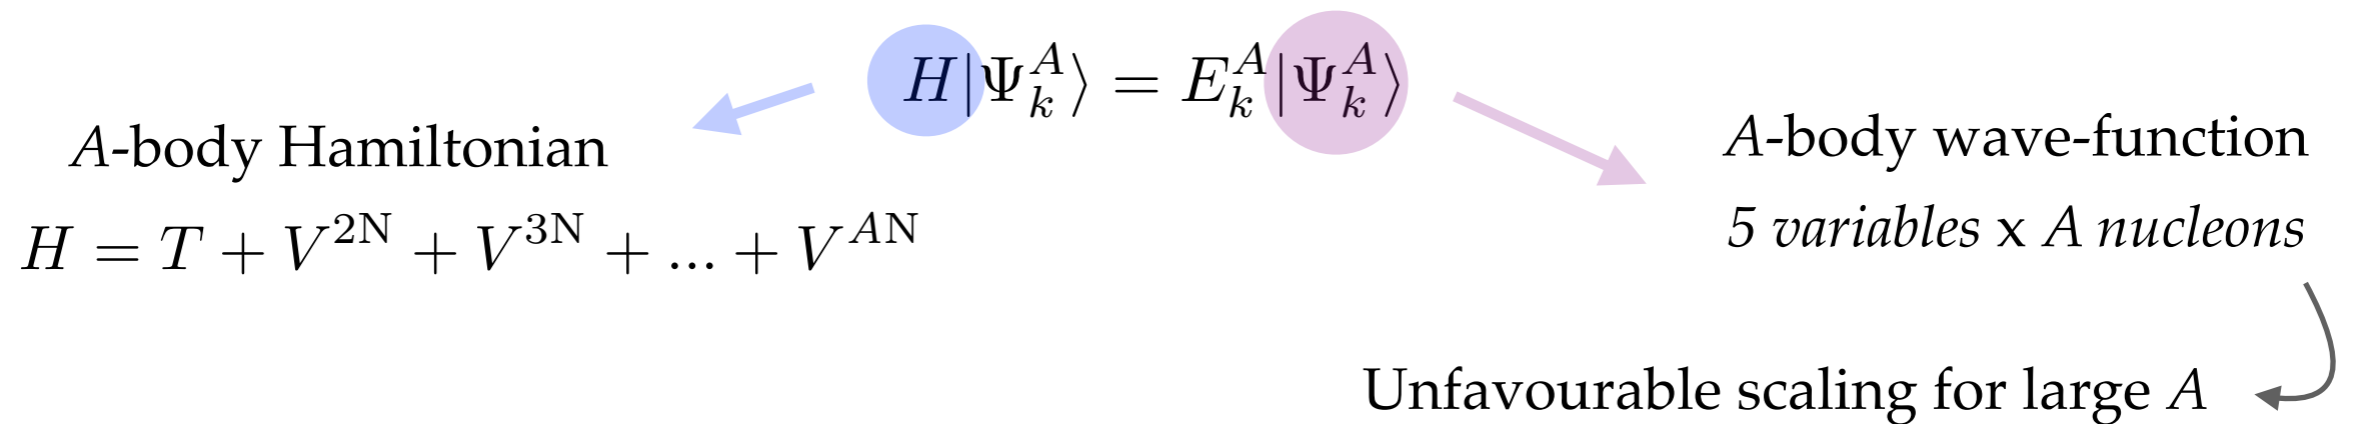 H|Ψ_k^A⟩ = E_k^A|Ψ_k^A⟩
A-body Hamiltonian
H = T + V^{2N} + V^{3N} + ... + V^{AN}
A-body wave-function
5 variables x A nucleons
Unfavourable scaling for large A